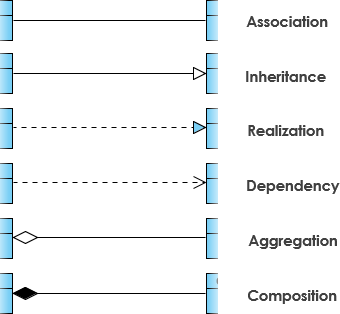 Association
Inheritance
Realization
Dependency
Aggregation
Composition